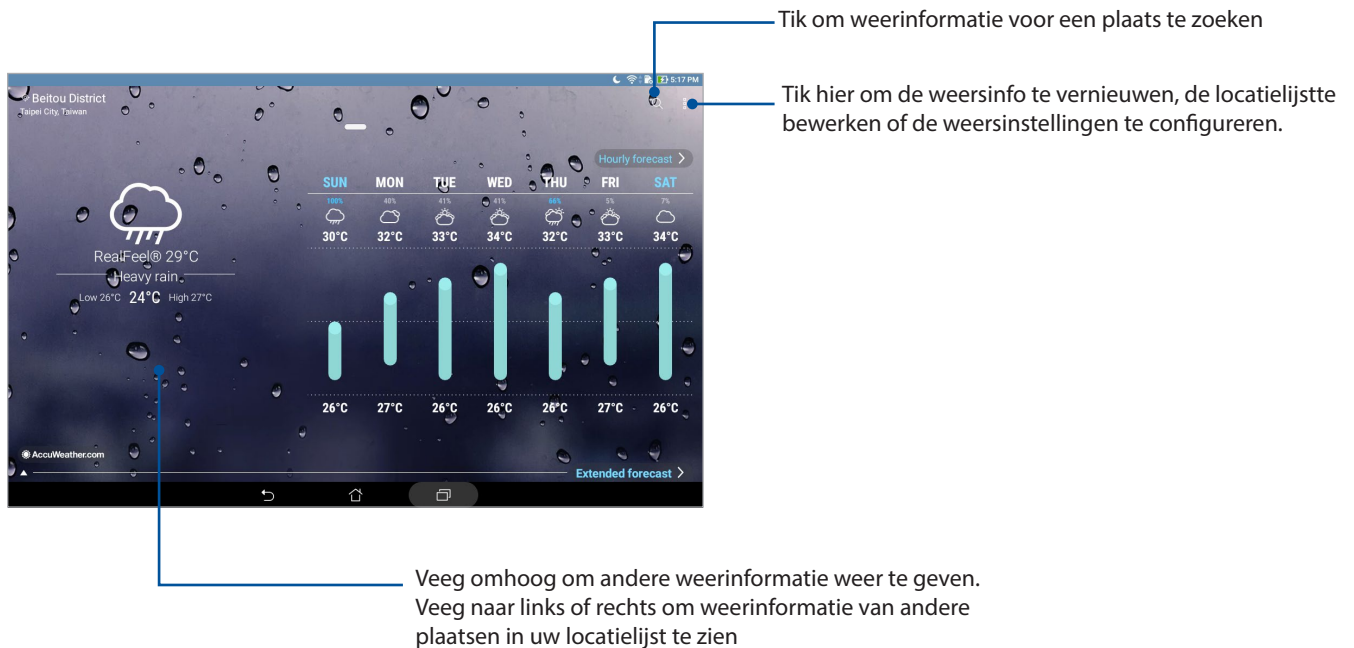 Tik om weerinformatie voor een plaats te zoeken
Tik hier om de weersinfo te vernieuwen, de locatielijstte
bewerken of de weersinstellingen te configureren.
5:17 PM
Beitou District
Taipei City, Taiwan
Hourly forecast
SUN MON TUE WED THU FRI SAT
100% 40% 41% 41% 66% 5% 7%
30°C 32°C 33°C 34°C 32°C 33°C 34°C
RealFeel® 29°C
Heavy rain
Low 26°C 24°C High 27°C
26°C 27°C 26°C 26°C 26°C 27°C 26°C
AccuWeather.com
Extended forecast
Veeg omhoog om andere weerinformatie weer te geven.
Veeg naar links of rechts om weerinformatie van andere
plaatsen in uw locatielijst te zien